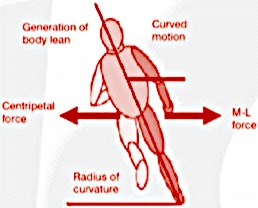 Generation of
body lean
Curved
motion
Centripetal
force
M-L
force
Radius of
curvature